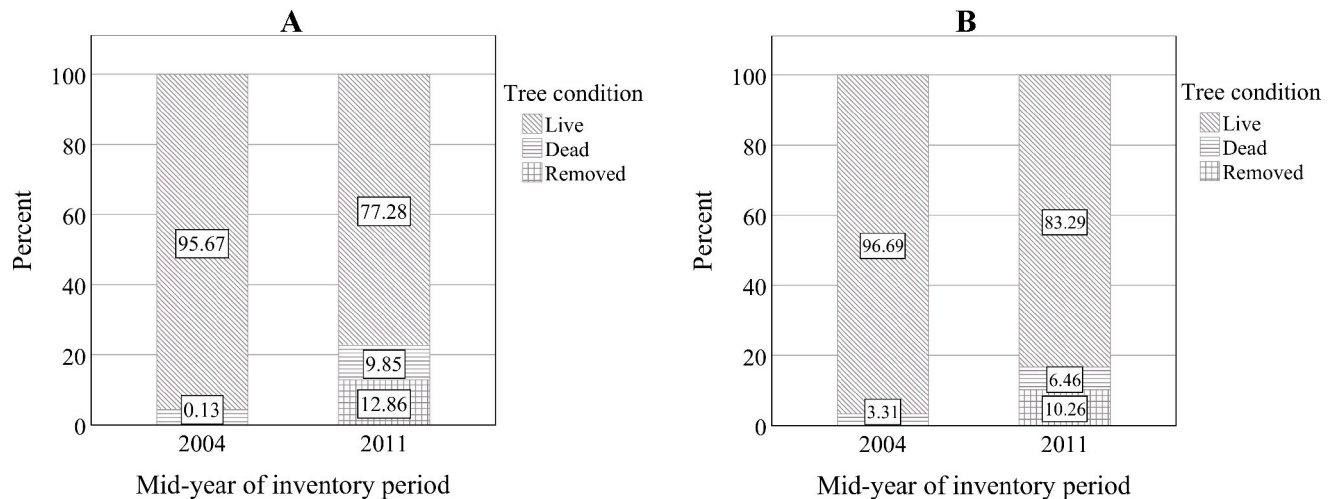 A
100
80
60
40
20
0
Percent
95.67
0.13
77.28
9.85
12.86
2004
2011
Mid-year of inventory period
Tree condition
Live
Dead
Removed
B
100
80
60
40
20
0
Percent
96.69
3.31
83.29
6.46
10.26
2004
2011
Mid-year of inventory period
Tree condition
Live
Dead
Removed